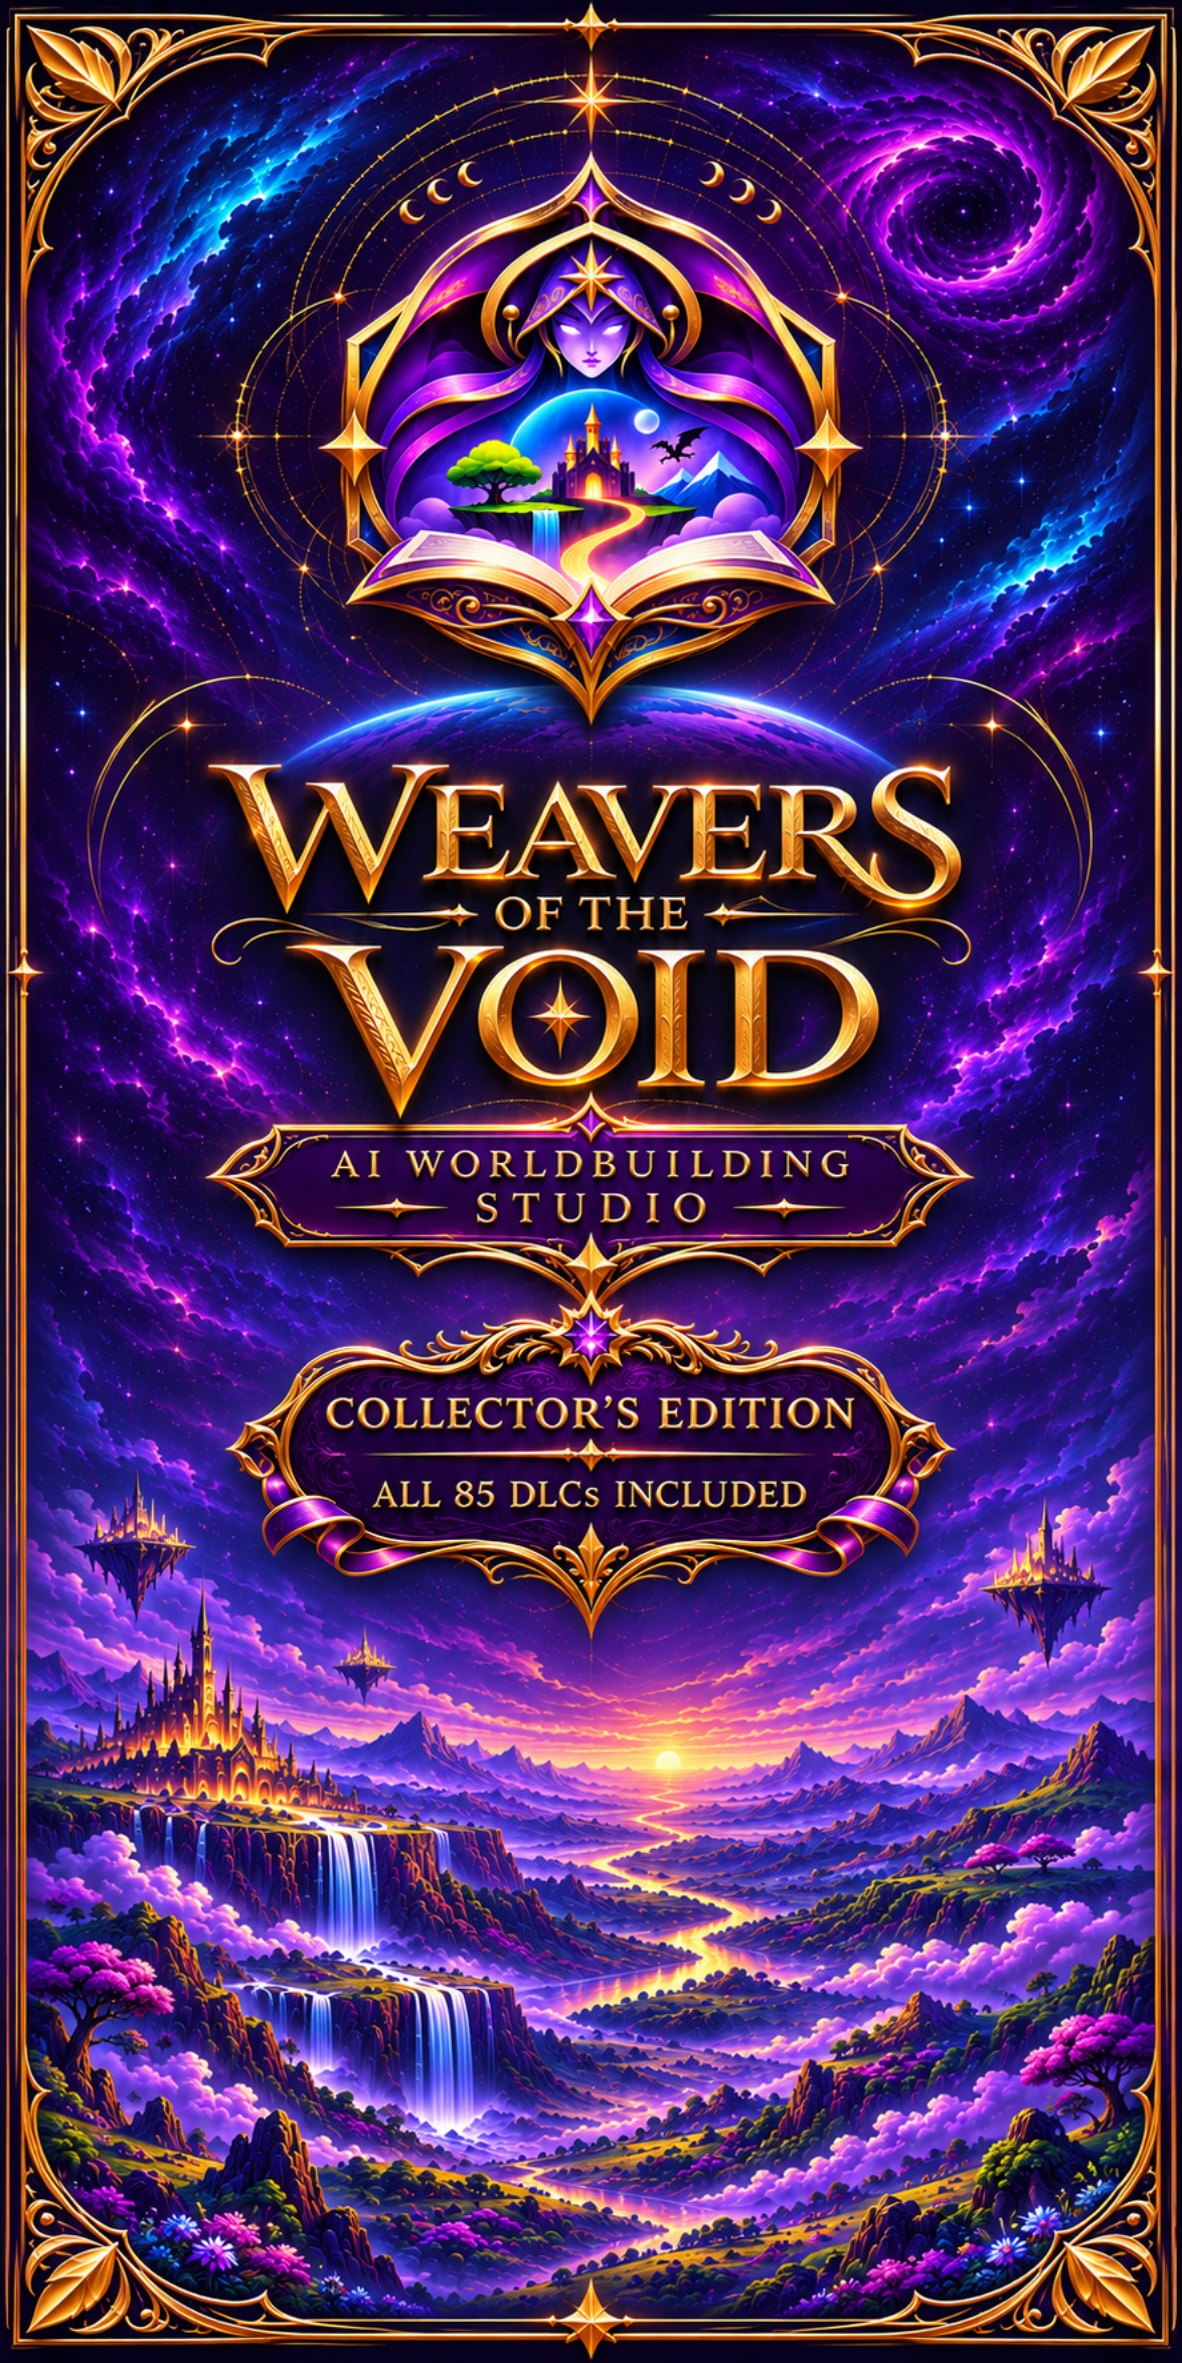 WEAVERS
OF THE
VOID
AI WORLDBUILDING
STUDIO
COLLECTOR'S EDITION
ALL 85 DLCs INCLUDED